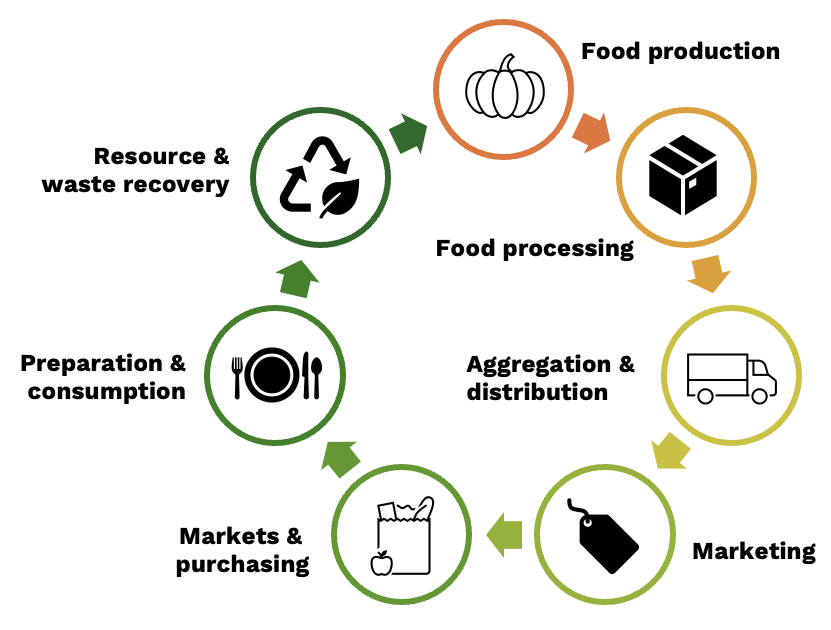 Food production
Food processing
Aggregation &
distribution
Marketing
Markets &
purchasing
Preparation &
consumption
Resource &
waste recovery